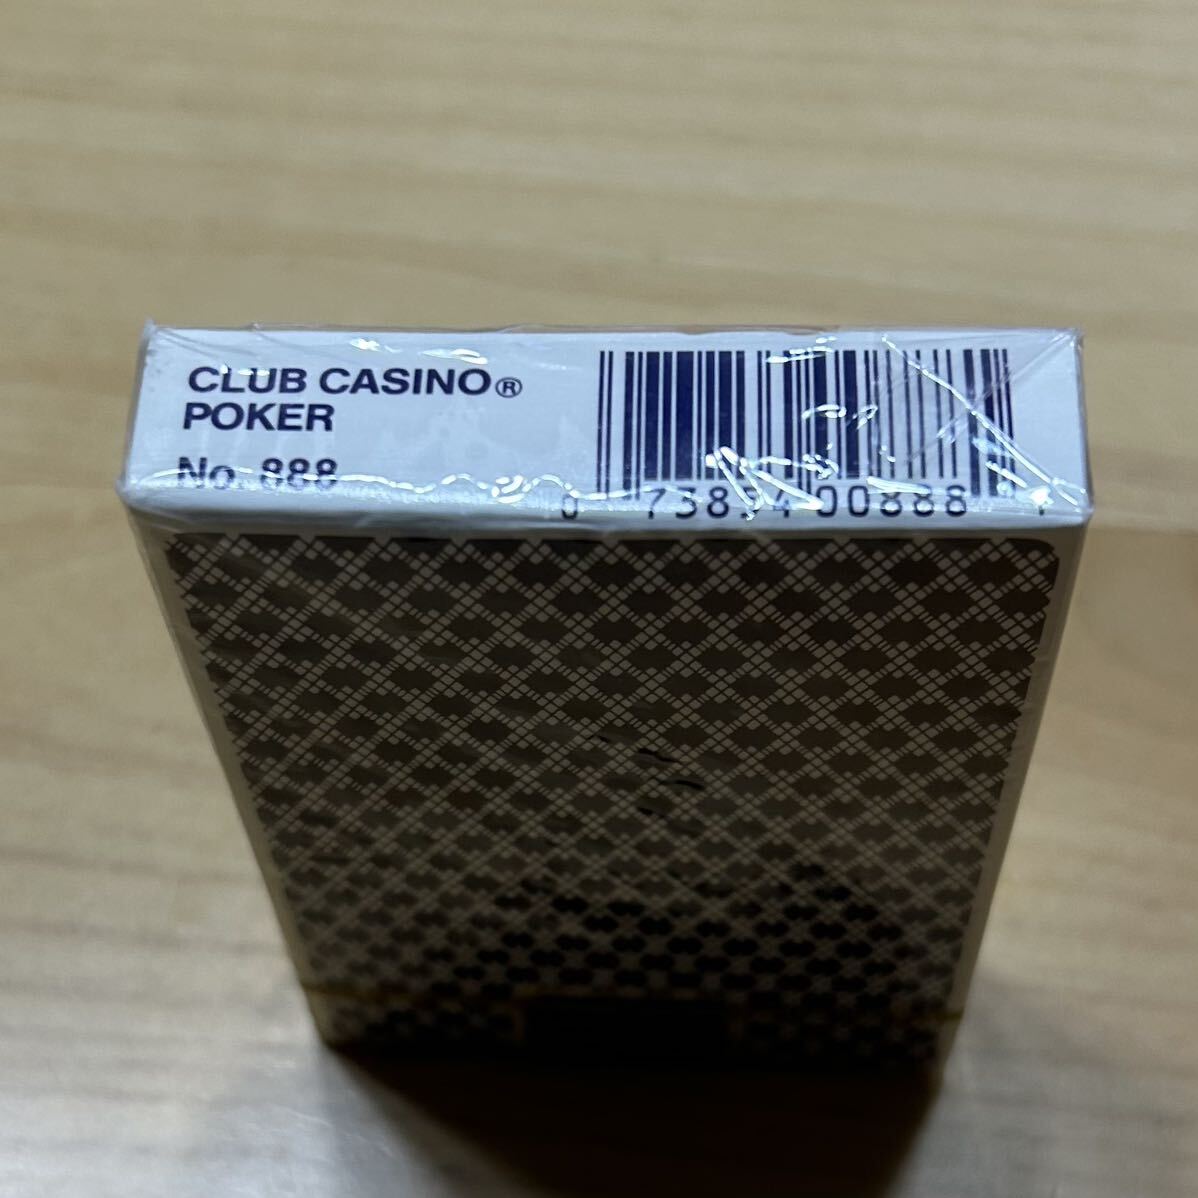 CLUB CASINO®
POKER
No. 888
0 73854 00888